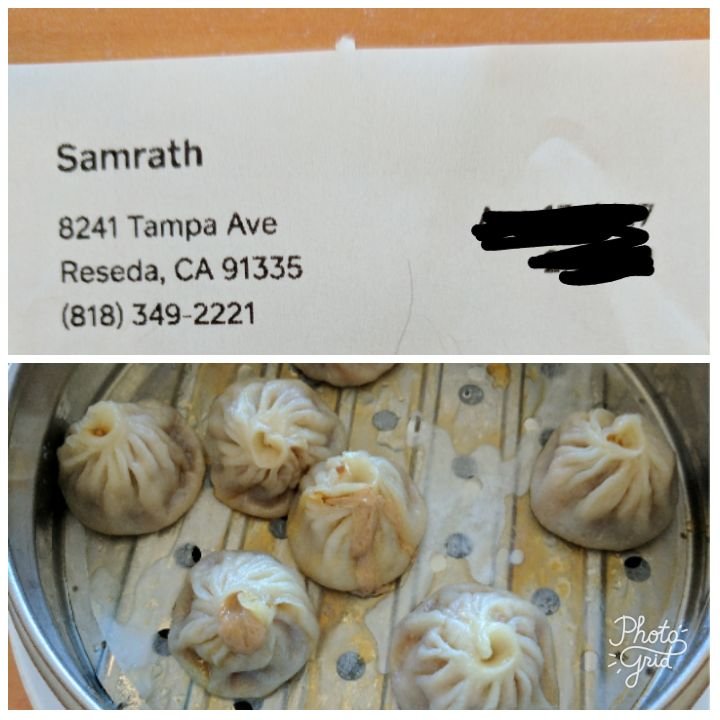 Samrath
8241 Tampa Ave
Reseda, CA 91335
(818) 349-2221
Photo
Grid